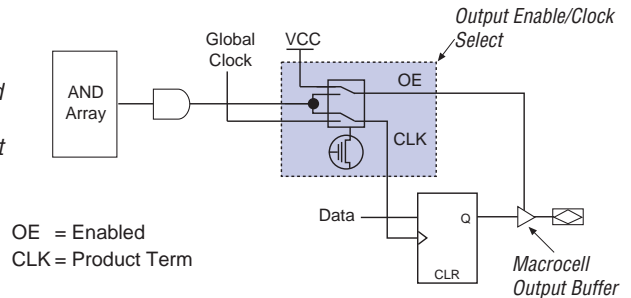 Output Enable/Clock
Select
Global
Clock
VCC
AND
Array
OE
CLK
Data
Q
CLR
OE = Enabled
CLK = Product Term
Macrocell
Output Buffer